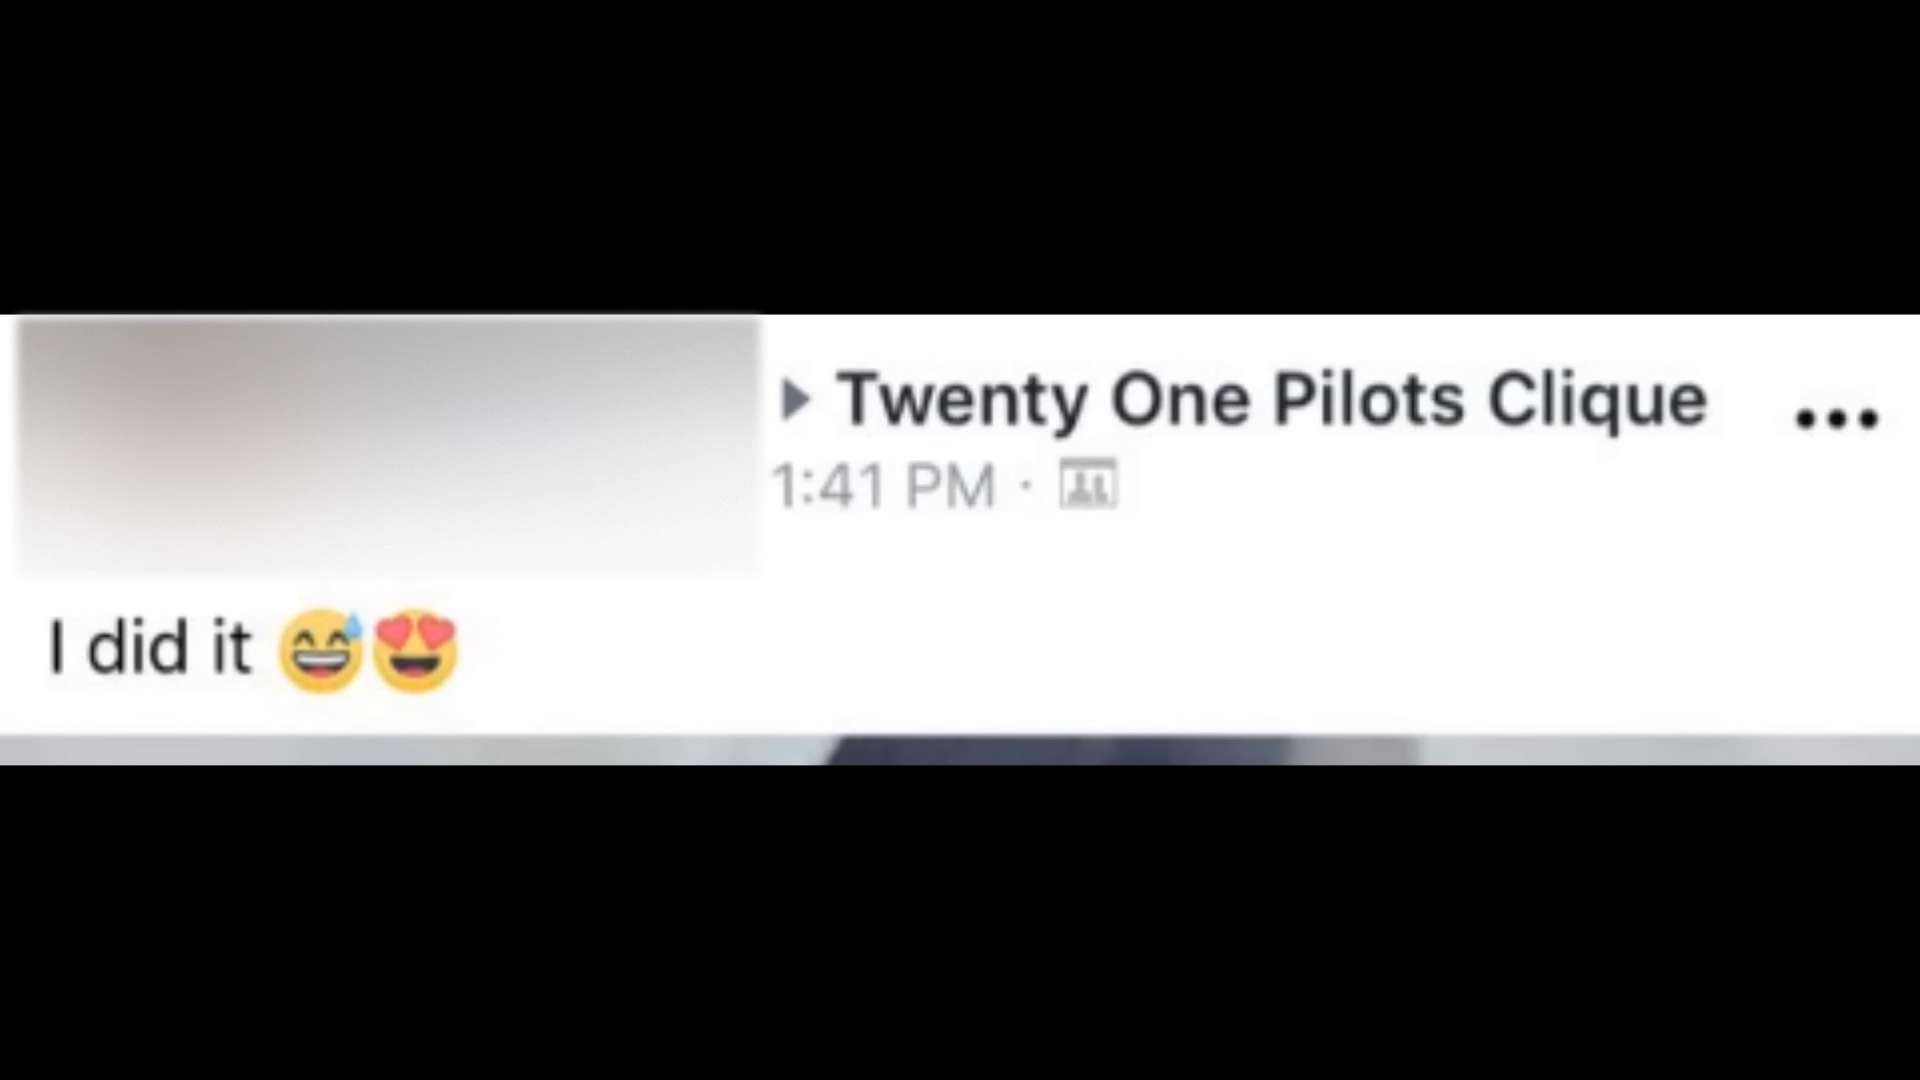 Twenty One Pilots Clique
1:41 PM ·
I did it 😅😍